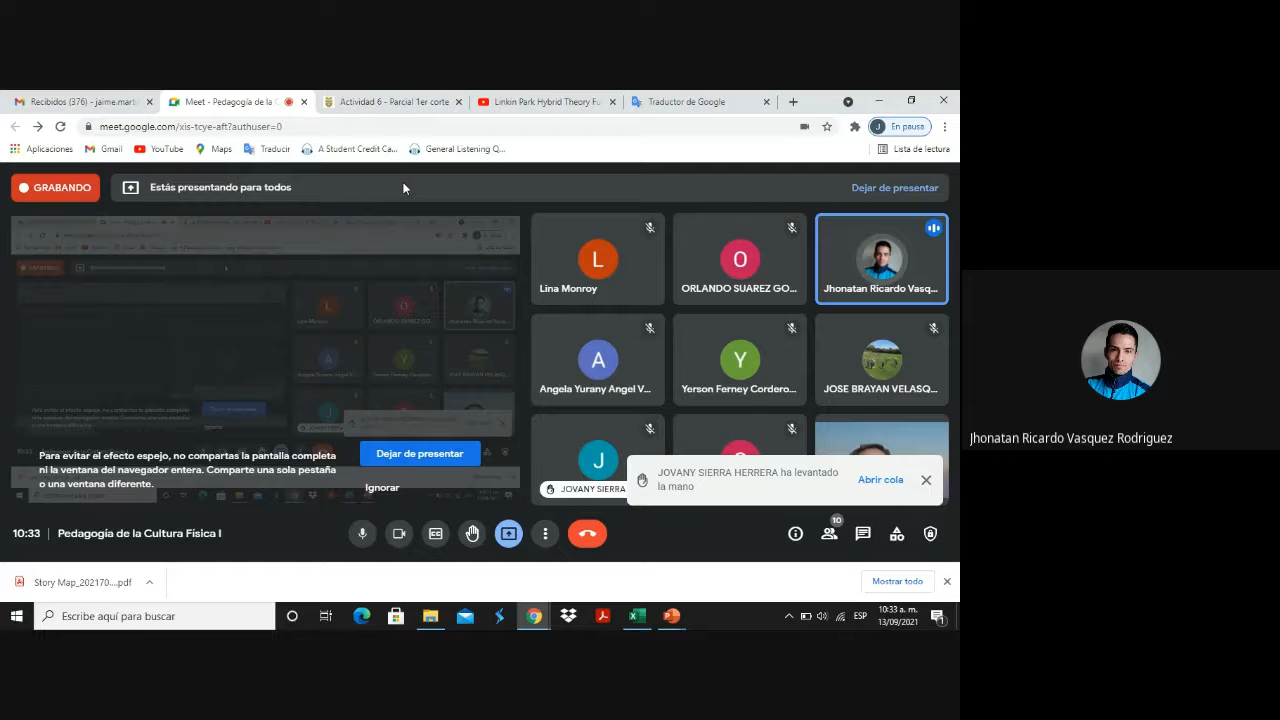 Recibidos (376) - jaime.mart
Meet - Pedagogía de la C
Actividad 6 - Parcial 1er corte
Linkin Park Hybrid Theory Fu
Traductor de Google
meet.google.com/xis-tcye-aft?authuser=0
J
En pausa
Aplicaciones
Gmail
YouTube
Maps
Traducir
A Student Credit Ca...
General Listening Q...
Lista de lectura
GRABANDO
Estás presentando para todos
Dejar de presentar
L
Lina Monroy
O
ORLANDO SUAREZ GO...
Jhonatan Ricardo Vasq...
A
Angela Yurany Angel V...
Y
Yerson Ferney Cordero...
JOSE BRAYAN VELASQ...
Para evitar el efecto espejo, no compartas la pantalla completa
ni la ventana del navegador entera. Comparte una sola pestaña
o una ventana diferente.
Dejar de presentar
Ignorar
J
JOVANY SIERRA
JOVANY SIERRA HERRERA ha levantado
la mano
Abrir cola
Jhonatan Ricardo Vasquez Rodriguez
10:33
Pedagogía de la Cultura Física I
10
Story Map_202170....pdf
Mostrar todo
Escribe aquí para buscar
ESP
10:33 a. m.
13/09/2021
1